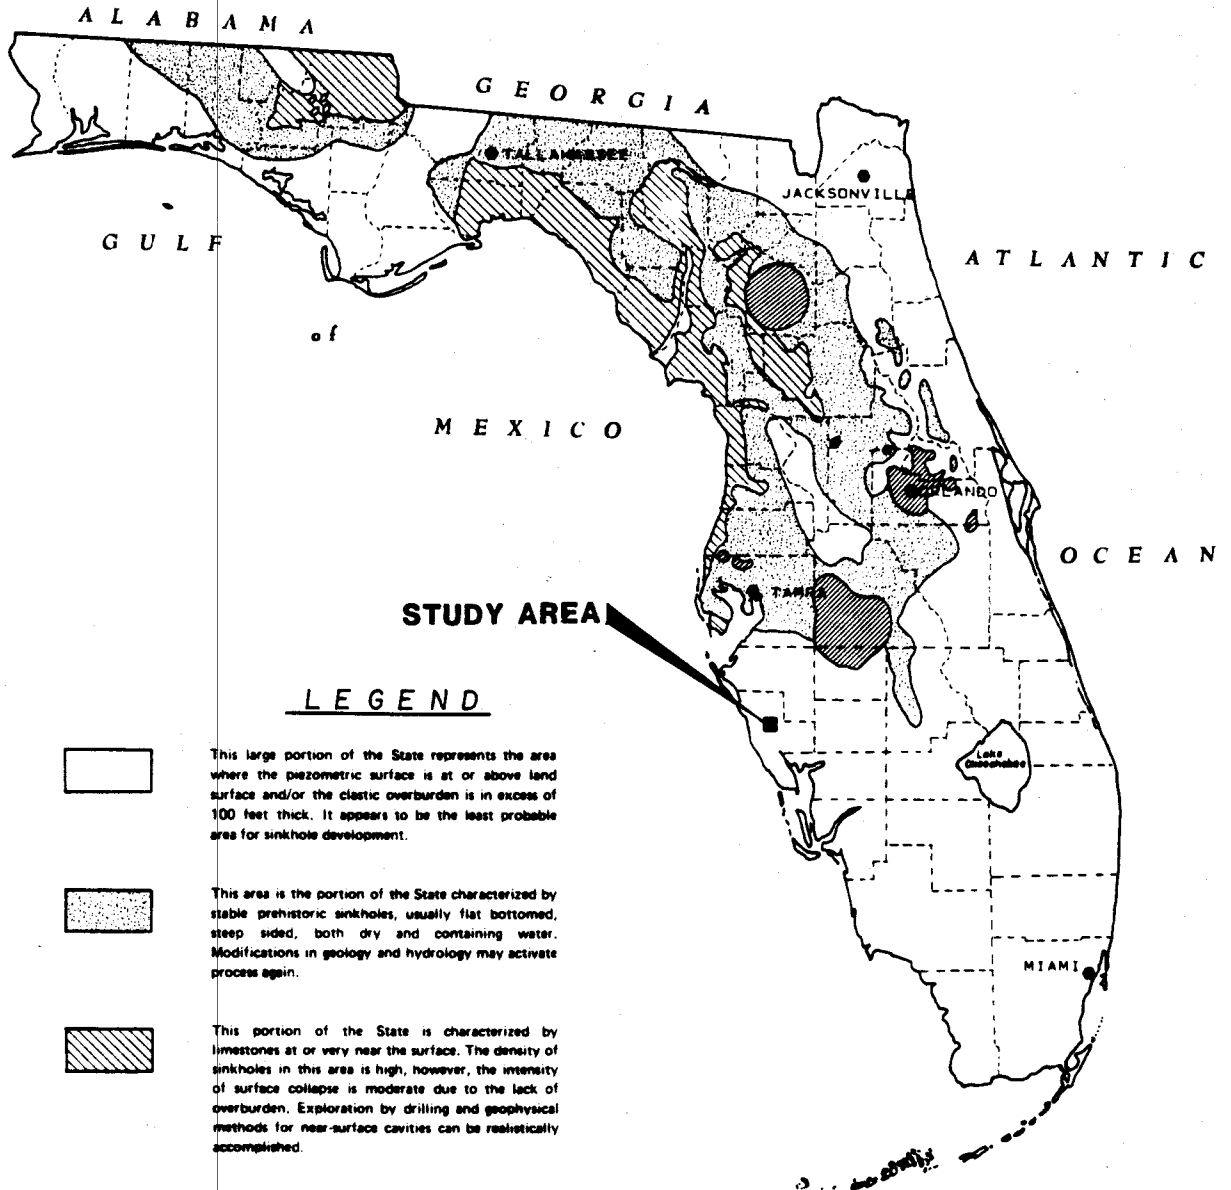 ALABAMA
GEORGIA
TALLAHASSEE
JACKSONVILLE
GULF
ATLANTIC
of
MEXICO
ORLANDO
OCEAN
TAMPA
STUDY AREA
LEGEND
This large portion of the State represents the area
where the piezometric surface is at or above land
surface and/or the clastic overburden is in excess of
100 feet thick. It appears to be the least probable
area for sinkhole development.
Lake
Okeechobee
This area is the portion of the State characterized by
stable prehistoric sinkholes, usually flat bottomed,
steep sided, both dry and containing water.
Modifications in geology and hydrology may activate
process again.
MIAMI
This portion of the State is characterized by
limestones at or very near the surface. The density of
sinkholes in this area is high, however, the intensity
of surface collapse is moderate due to the lack of
overburden. Exploration by drilling and geophysical
methods for near-surface cavities can be realistically
accomplished.